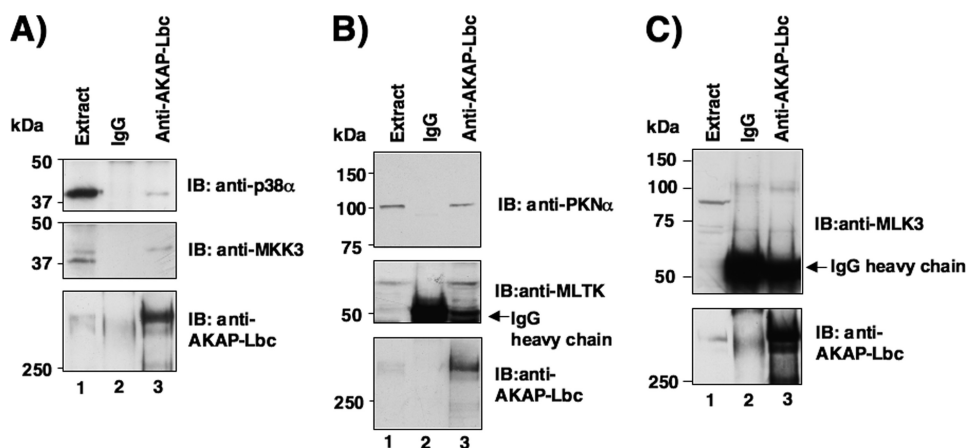 A)
kDa
Extract
IgG
Anti-AKAP-Lbc
50
37
IB: anti-p38α
50
37
IB: anti-MKK3
250
IB: anti-
AKAP-Lbc
1 2 3
B)
kDa
Extract
IgG
Anti-AKAP-Lbc
150
100
75
IB: anti-PKNα
50
IB:anti-MLTK
IgG
heavy chain
250
IB:anti-
AKAP-Lbc
1 2 3
C)
kDa
Extract
IgG
Anti-AKAP-Lbc
150
100
75
50
IB:anti-MLK3
IgG heavy chain
250
IB: anti-
AKAP-Lbc
1 2 3